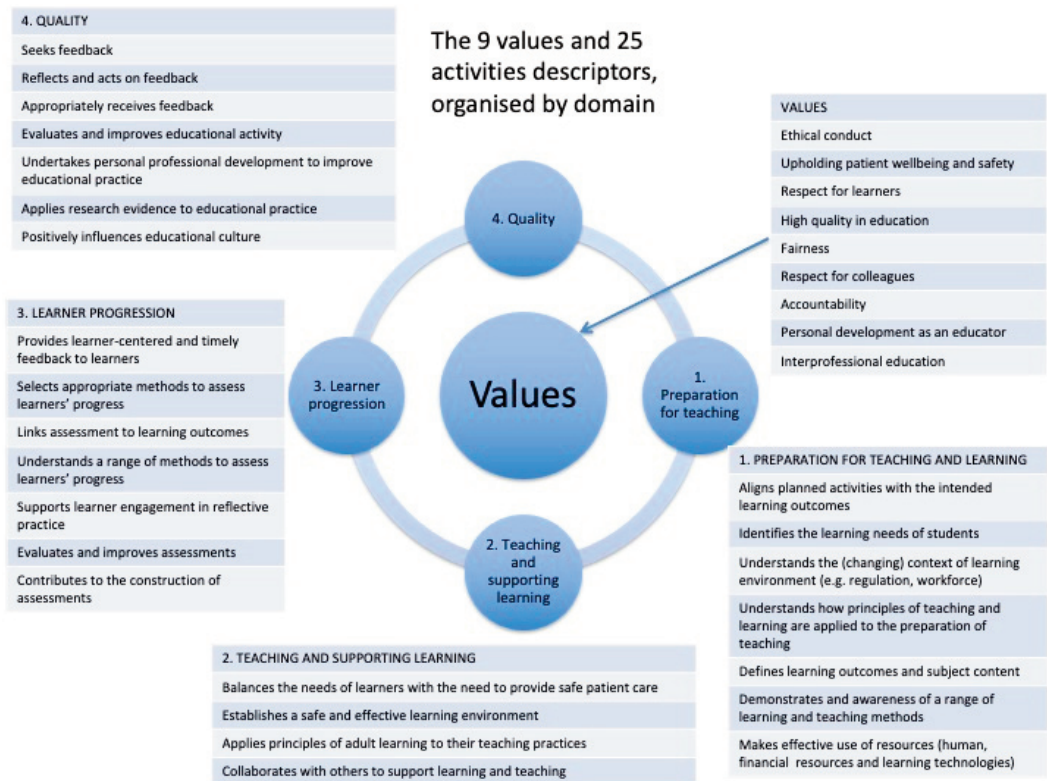 4. QUALITY
Seeks feedback
Reflects and acts on feedback
Appropriately receives feedback
Evaluates and improves educational activity
Undertakes personal professional development to improve
educational practice
Applies research evidence to educational practice
Positively influences educational culture
The 9 values and 25
activities descriptors,
organised by domain
VALUES
Ethical conduct
Upholding patient wellbeing and safety
Respect for learners
High quality in education
Fairness
Respect for colleagues
Accountability
Personal development as an educator
Interprofessional education
4. Quality
3. Learner
progression
Values
1.
Preparation
for teaching
2. Teaching
and
supporting
learning
3. LEARNER PROGRESSION
Provides learner-centered and timely
feedback to learners
Selects appropriate methods to assess
learners’ progress
Links assessment to learning outcomes
Understands a range of methods to assess
learners’ progress
Supports learner engagement in reflective
practice
Evaluates and improves assessments
Contributes to the construction of
assessments
1. PREPARATION FOR TEACHING AND LEARNING
Aligns planned activities with the intended
learning outcomes
Identifies the learning needs of students
Understands the (changing) context of learning
environment (e.g. regulation, workforce)
Understands how principles of teaching and
learning are applied to the preparation of
teaching
Defines learning outcomes and subject content
Demonstrates and awareness of a range of
learning and teaching methods
Makes effective use of resources (human,
financial resources and learning technologies)
2. TEACHING AND SUPPORTING LEARNING
Balances the needs of learners with the need to provide safe patient care
Establishes a safe and effective learning environment
Applies principles of adult learning to their teaching practices
Collaborates with others to support learning and teaching